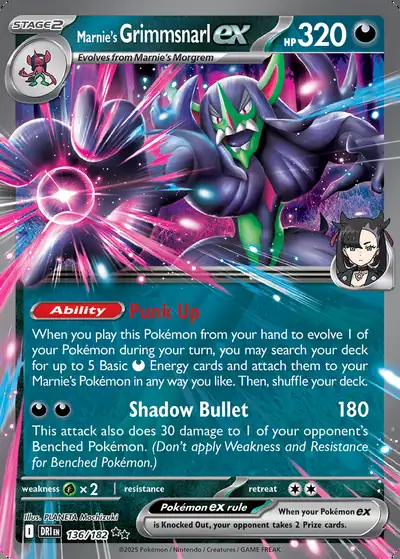 STAGE2
Marnie's Grimmsnarl ex
HP 320
Evolves from Marnie's Morgrem
Ability Punk Up
When you play this Pokémon from your hand to evolve 1 of
your Pokémon during your turn, you may search your deck
for up to 5 Basic Energy cards and attach them to your
Marnie's Pokémon in any way you like. Then, shuffle your deck.
Shadow Bullet 180
This attack also does 30 damage to 1 of your opponent's
Benched Pokémon. (Don't apply Weakness and Resistance
for Benched Pokémon.)
weakness × 2 resistance retreat
Illus. PLANETA Mochizuki
I DRI EN 136/182 ★★
Pokémon ex rule
When your Pokémon ex
is Knocked Out, your opponent takes 2 Prize cards.
©2025 Pokémon / Nintendo / Creatures / GAME FREAK